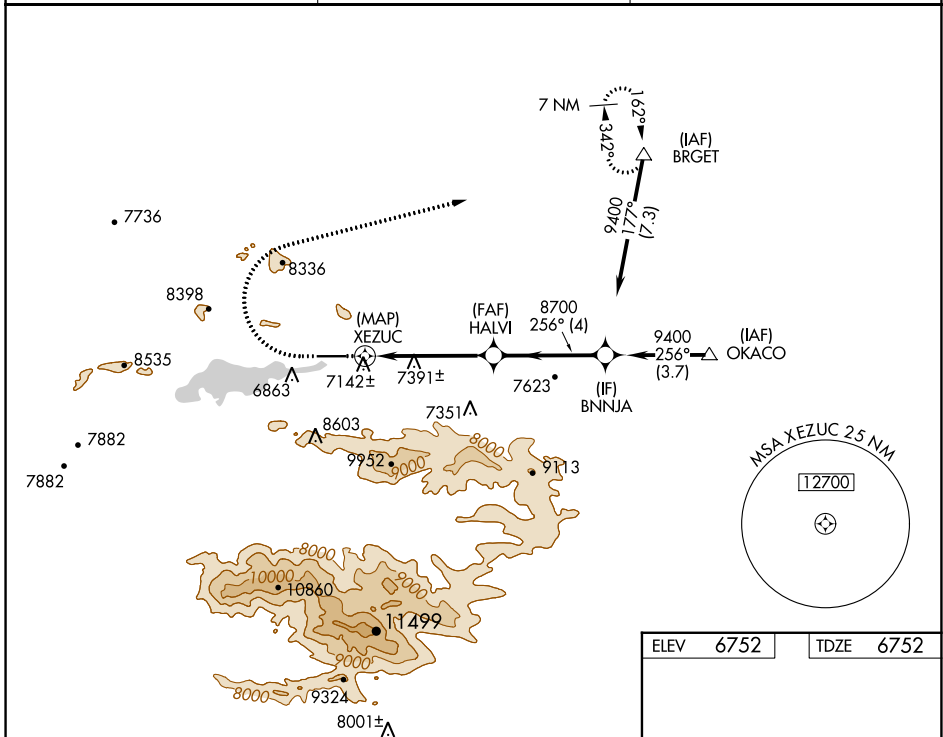 7 NM
162°
342°
(IAF)
BRGET
9400
177°
(7.3)
7736
8336
8398
(MAP)
XEZUC
(FAF)
HALVI
8700
256° (4)
9400
256°
(3.7)
(IAF)
OKACO
8535
6863
7142±
7391±
7623
(IF)
BNNJA
7351
8603
8000
7882
7882
9952
9000
9113
MSA XEZUC 25 NM
12700
8000
10000
10860
9000
11499
9000
8000
9324
8001±
ELEV 6752
TDZE 6752